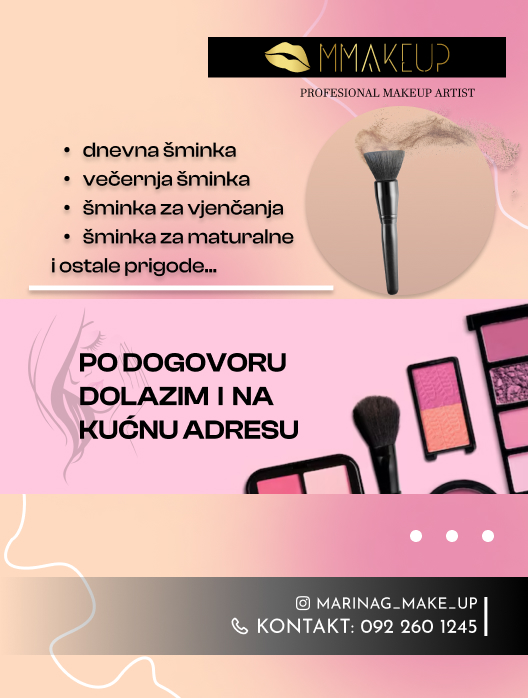 MMAKEUP
PROFESIONAL MAKEUP ARTIST
• dnevna šminka
• večernja šminka
• šminka za vjenčanja
• šminka za maturalne
i ostale prigode...
PO DOGOVORU
DOLAZIM I NA
KUĆNU ADRESU
MARINAG_MAKE_UP
KONTAKT: 092 260 1245